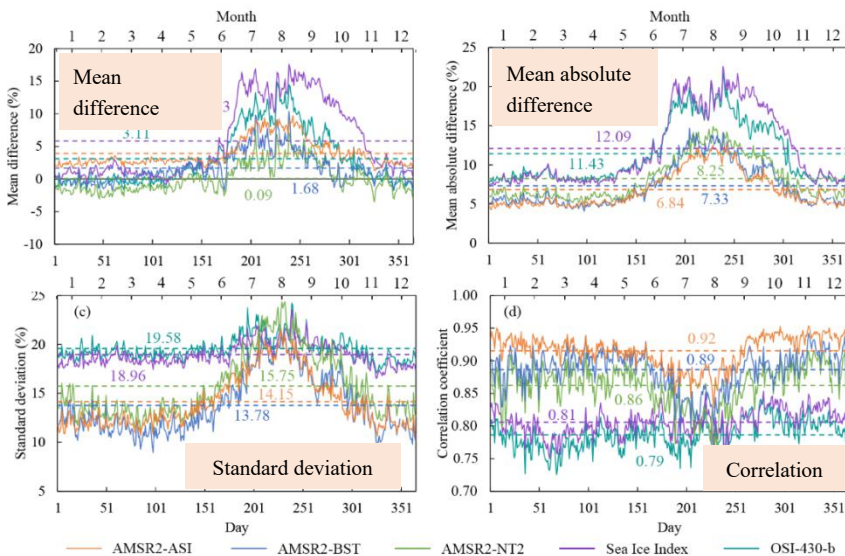 Month
Month
1 2 3 4 5 6 7 8 9 10 11 12
1 2 3 4 5 6 7 8 9 10 11 12
20
15
10
5
0
-5
-10
Mean difference (%)
Mean
difference
3
3.11
1.68
0.09
1 51 101 151 201 251 301 351
25
20
15
10
5
0
Mean absolute difference (%)
Mean absolute
difference
12.09
11.43
8.25
7.33
6.84
1 51 101 151 201 251 301 351
1 2 3 4 5 6 7 8 9 10 11 12
1 2 3 4 5 6 7 8 9 10 11 12
25
20
15
10
5
Standard deviation (%)
(c)
19.58
18.96
15.75
14.15
13.78
Standard deviation
1 51 101 151 201 251 301 351
Day
1.00
0.95
0.90
0.85
0.80
0.75
0.70
Correlation coefficient
(d)
0.92
0.89
0.86
0.81
0.79
Correlation
1 51 101 151 201 251 301 351
Day
AMSR2-ASI AMSR2-BST AMSR2-NT2 Sea Ice Index OSI-430-b